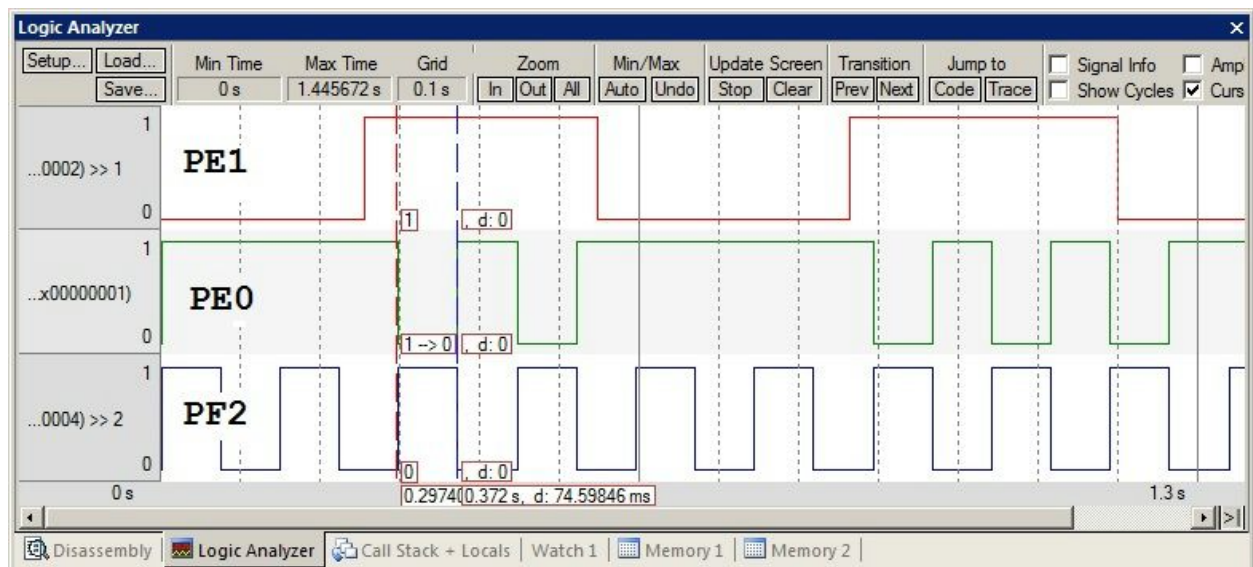 Logic Analyzer
Setup... Load... Min Time Max Time Grid Zoom Min/Max Update Screen Transition Jump to Signal Info Ampl
Save... 0 s 1.445672 s 0.1 s In Out All Auto Undo Stop Clear Prev Next Code Trace Show Cycles Curs
1
...0002) >> 1 PE1
0 1 , d: 0
1
..x00000001) PE0
0 1 --> 0 , d: 0
1
...0004) >> 2 PF2
0 0 , d: 0
0 s 0.29740 0.372 s, d: 74.59846 ms 1.3 s
Disassembly Logic Analyzer Call Stack + Locals Watch 1 Memory 1 Memory 2